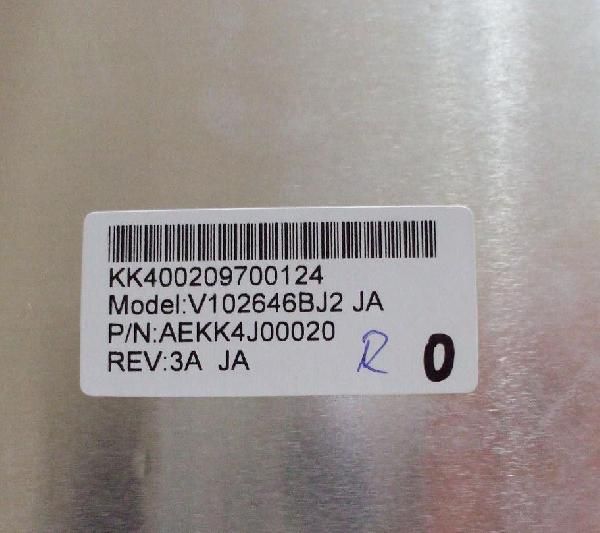 KK400209700124
Model:V102646BJ2 JA
P/N:AEKK4J00020
REV:3A JA R 0